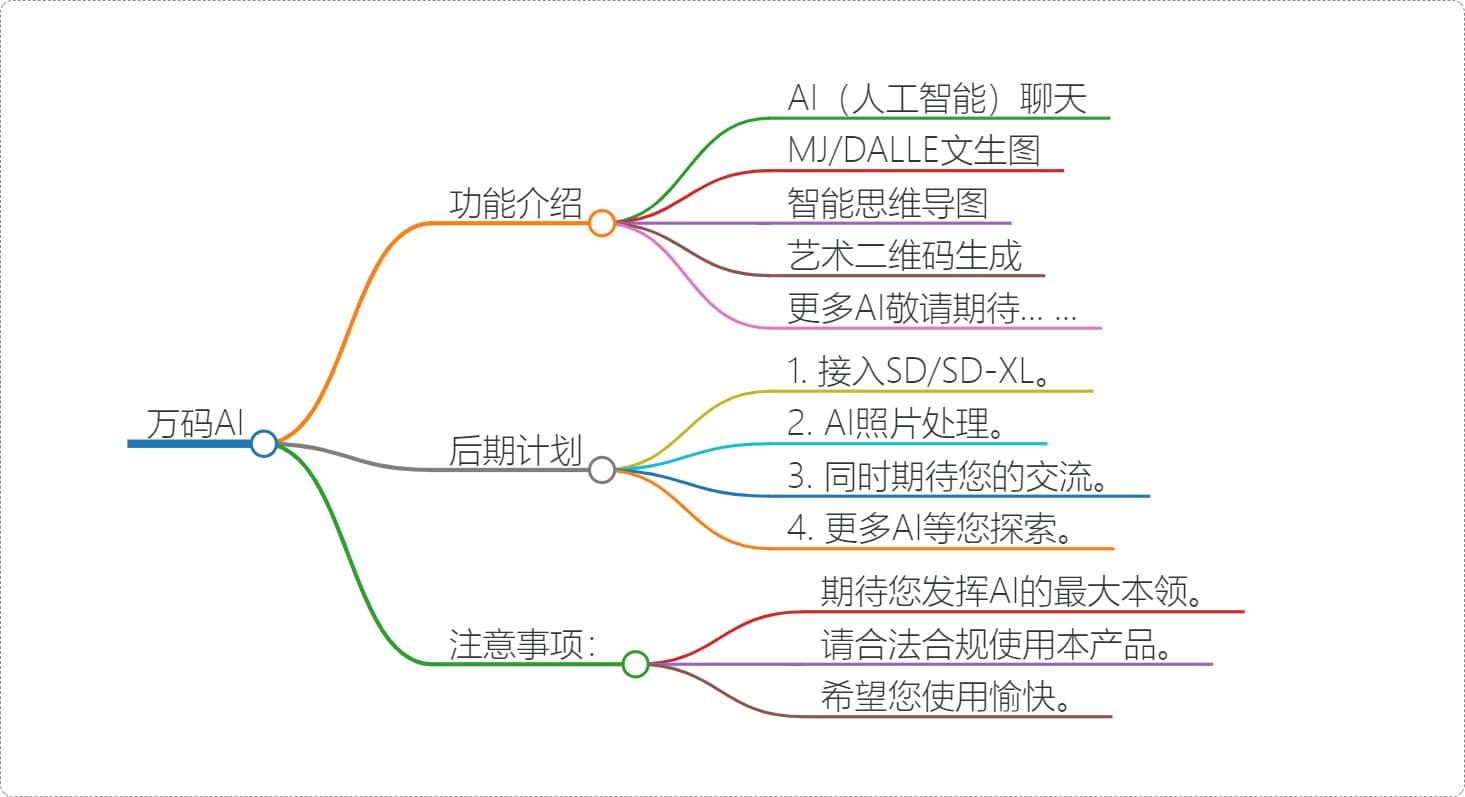 万码AI
功能介绍
AI（人工智能）聊天
MJ/DALLE文生图
智能思维导图
艺术二维码生成
更多AI敬请期待... ...
后期计划
1. 接入SD/SD-XL。
2. AI照片处理。
3. 同时期待您的交流。
4. 更多AI等您探索。
注意事项：
期待您发挥AI的最大本领。
请合法合规使用本产品。
希望您使用愉快。